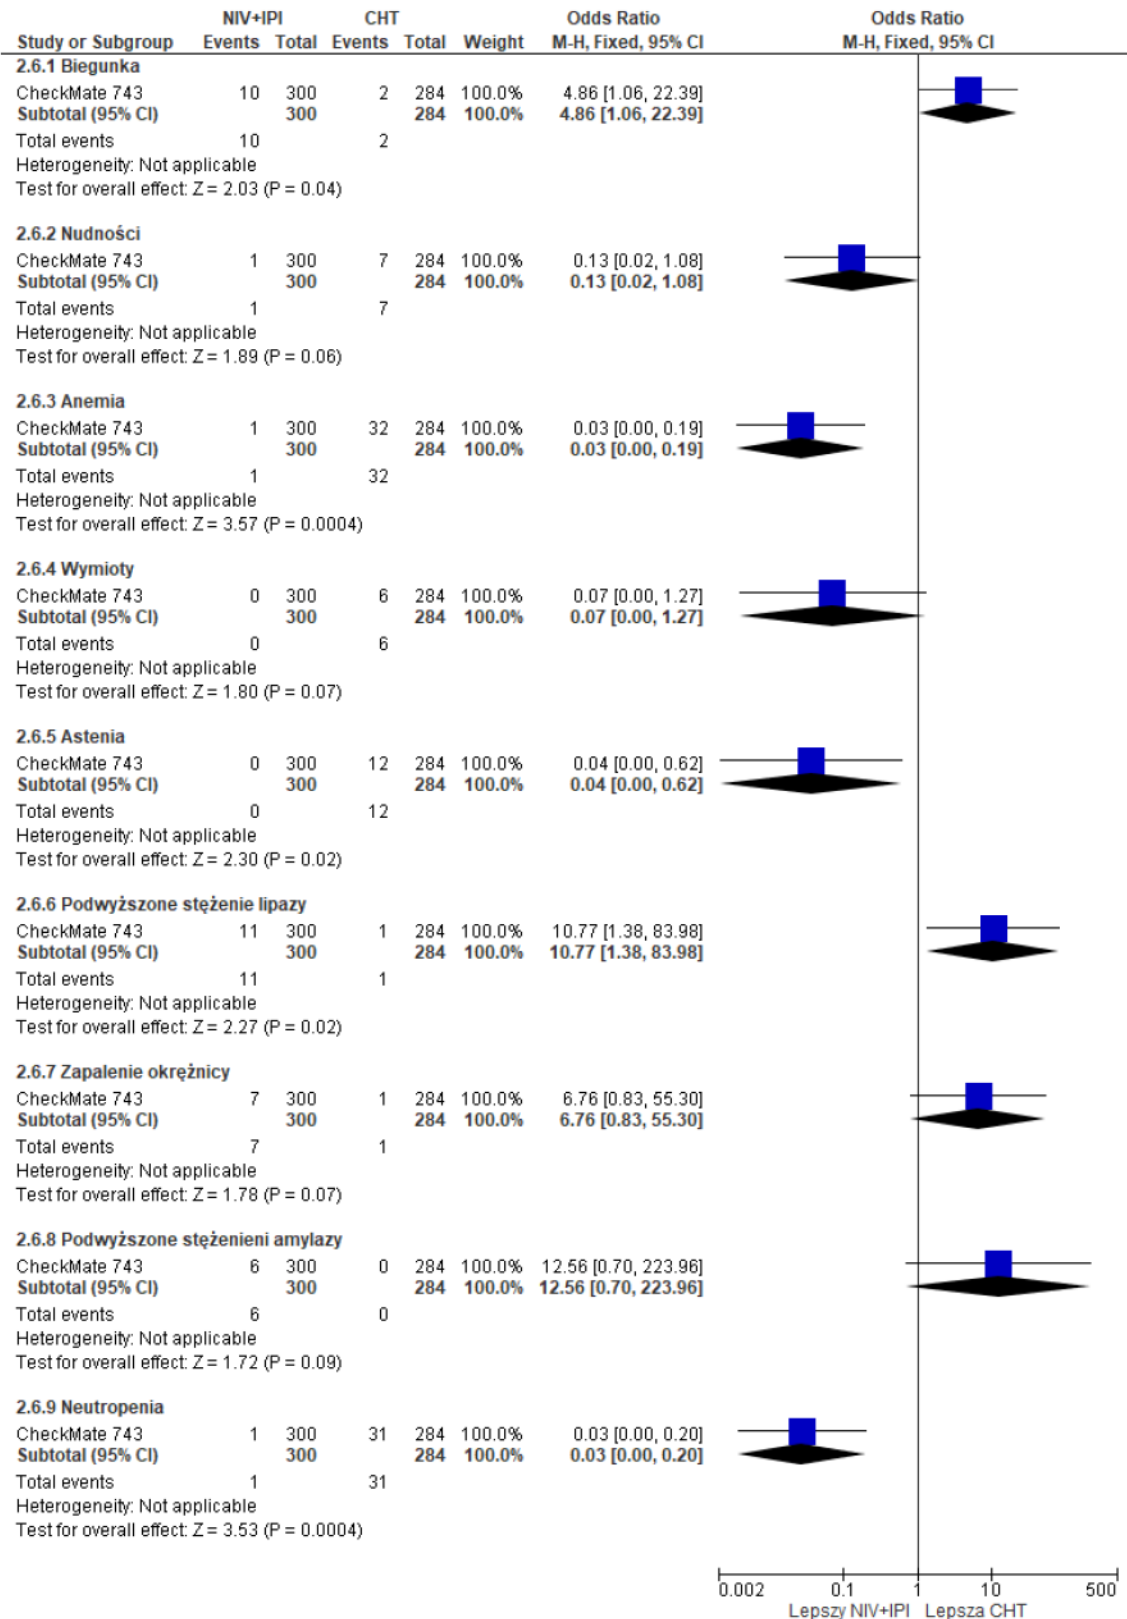 NIV+IPI CHT Odds Ratio Odds Ratio
Study or Subgroup Events Total Events Total Weight M-H, Fixed, 95% CI M-H, Fixed, 95% CI
2.6.1 Biegunka
CheckMate 743 10 300 2 284 100.0% 4.86 [1.06, 22.39]
Subtotal (95% CI) 300 284 100.0% 4.86 [1.06, 22.39]
Total events 10 2
Heterogeneity: Not applicable
Test for overall effect: Z = 2.03 (P = 0.04)
2.6.2 Nudności
CheckMate 743 1 300 7 284 100.0% 0.13 [0.02, 1.08]
Subtotal (95% CI) 300 284 100.0% 0.13 [0.02, 1.08]
Total events 1 7
Heterogeneity: Not applicable
Test for overall effect: Z = 1.89 (P = 0.06)
2.6.3 Anemia
CheckMate 743 1 300 32 284 100.0% 0.03 [0.00, 0.19]
Subtotal (95% CI) 300 284 100.0% 0.03 [0.00, 0.19]
Total events 1 32
Heterogeneity: Not applicable
Test for overall effect: Z = 3.57 (P = 0.0004)
2.6.4 Wymioty
CheckMate 743 0 300 6 284 100.0% 0.07 [0.00, 1.27]
Subtotal (95% CI) 300 284 100.0% 0.07 [0.00, 1.27]
Total events 0 6
Heterogeneity: Not applicable
Test for overall effect: Z = 1.80 (P = 0.07)
2.6.5 Astenia
CheckMate 743 0 300 12 284 100.0% 0.04 [0.00, 0.62]
Subtotal (95% CI) 300 284 100.0% 0.04 [0.00, 0.62]
Total events 0 12
Heterogeneity: Not applicable
Test for overall effect: Z = 2.30 (P = 0.02)
2.6.6 Podwyższone stężenie lipazy
CheckMate 743 11 300 1 284 100.0% 10.77 [1.38, 83.98]
Subtotal (95% CI) 300 284 100.0% 10.77 [1.38, 83.98]
Total events 11 1
Heterogeneity: Not applicable
Test for overall effect: Z = 2.27 (P = 0.02)
2.6.7 Zapalenie okrężnicy
CheckMate 743 7 300 1 284 100.0% 6.76 [0.83, 55.30]
Subtotal (95% CI) 300 284 100.0% 6.76 [0.83, 55.30]
Total events 7 1
Heterogeneity: Not applicable
Test for overall effect: Z = 1.78 (P = 0.07)
2.6.8 Podwyższone stężenieni amylazy
CheckMate 743 6 300 0 284 100.0% 12.56 [0.70, 223.96]
Subtotal (95% CI) 300 284 100.0% 12.56 [0.70, 223.96]
Total events 6 0
Heterogeneity: Not applicable
Test for overall effect: Z = 1.72 (P = 0.09)
2.6.9 Neutropenia
CheckMate 743 1 300 31 284 100.0% 0.03 [0.00, 0.20]
Subtotal (95% CI) 300 284 100.0% 0.03 [0.00, 0.20]
Total events 1 31
Heterogeneity: Not applicable
Test for overall effect: Z = 3.53 (P = 0.0004)
0.002 0.1 1 10 500
Lepszy NIV+IPI Lepsza CHT